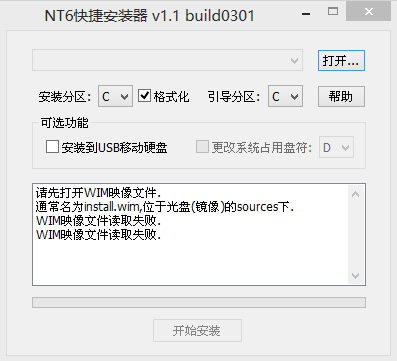 NT6快捷安装器 v1.1 build0301
打开...
安装分区: C 格式化 引导分区: C 帮助
可选功能
安装到USB移动硬盘 更改系统占用盘符: D
请先打开WIM映像文件.
通常名为install.wim,位于光盘(镜像)的sources下.
WIM映像文件读取失败.
WIM映像文件读取失败.
开始安装